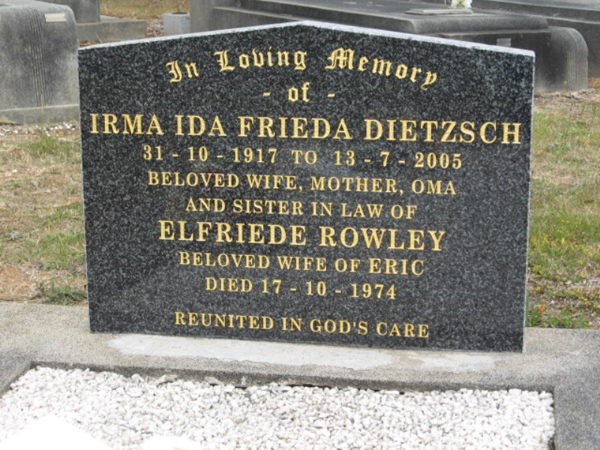 In Loving Memory
- of -
IRMA IDA FRIEDA DIETZSCH
31 - 10 - 1917 TO 13 - 7 - 2005
BELOVED WIFE, MOTHER, OMA
AND SISTER IN LAW OF
ELFRIEDE ROWLEY
BELOVED WIFE OF ERIC
DIED 17 - 10 - 1974
REUNITED IN GOD'S CARE